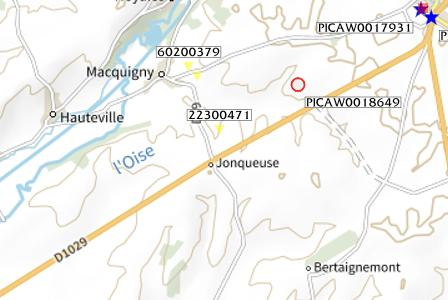 PICAW0017931
P
60200379
Macquigny
PICAW0018649
22300471
Hauteville
l'Oise
Jonqueuse
D1029
Bertaignemont